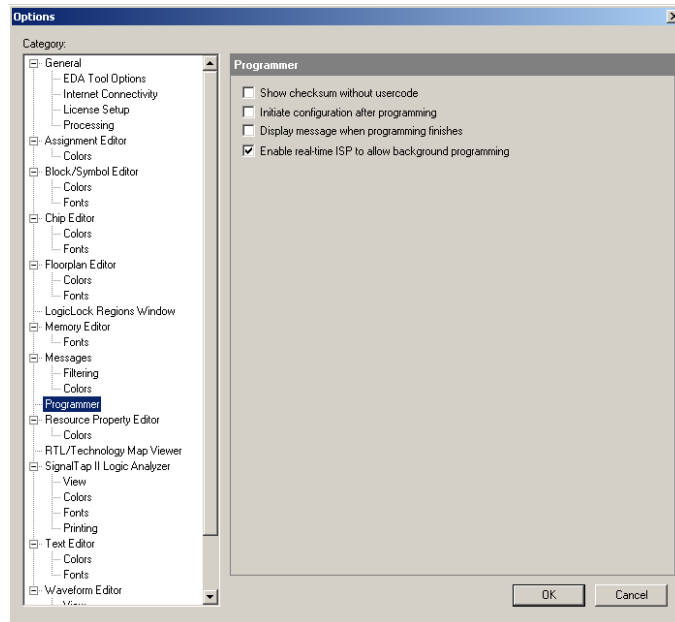 Options
Category:
General
EDA Tool Options
Internet Connectivity
License Setup
Processing
Assignment Editor
Colors
Block/Symbol Editor
Colors
Fonts
Chip Editor
Colors
Fonts
Floorplan Editor
Colors
Fonts
LogicLock Regions Window
Memory Editor
Fonts
Messages
Filtering
Colors
Programmer
Resource Property Editor
Colors
RTL/Technology Map Viewer
SignalTap II Logic Analyzer
View
Colors
Fonts
Printing
Text Editor
Colors
Fonts
Waveform Editor
View
Programmer
Show checksum without usercode
Initiate configuration after programming
Display message when programming finishes
Enable real-time ISP to allow background programming
OK
Cancel